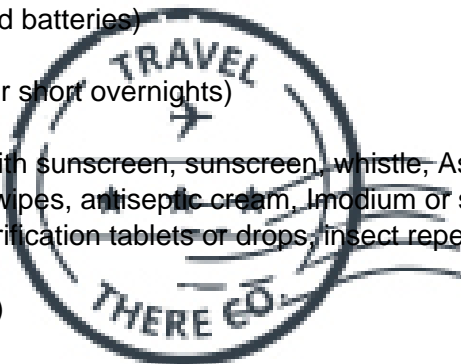 d batteries)
TRAVEL
r short overnights)
ith sunscreen, sunscreen, whistle, As
wipes, antiseptic cream, Imodium or s
rification tablets or drops, insect repe
THERE CO.
)